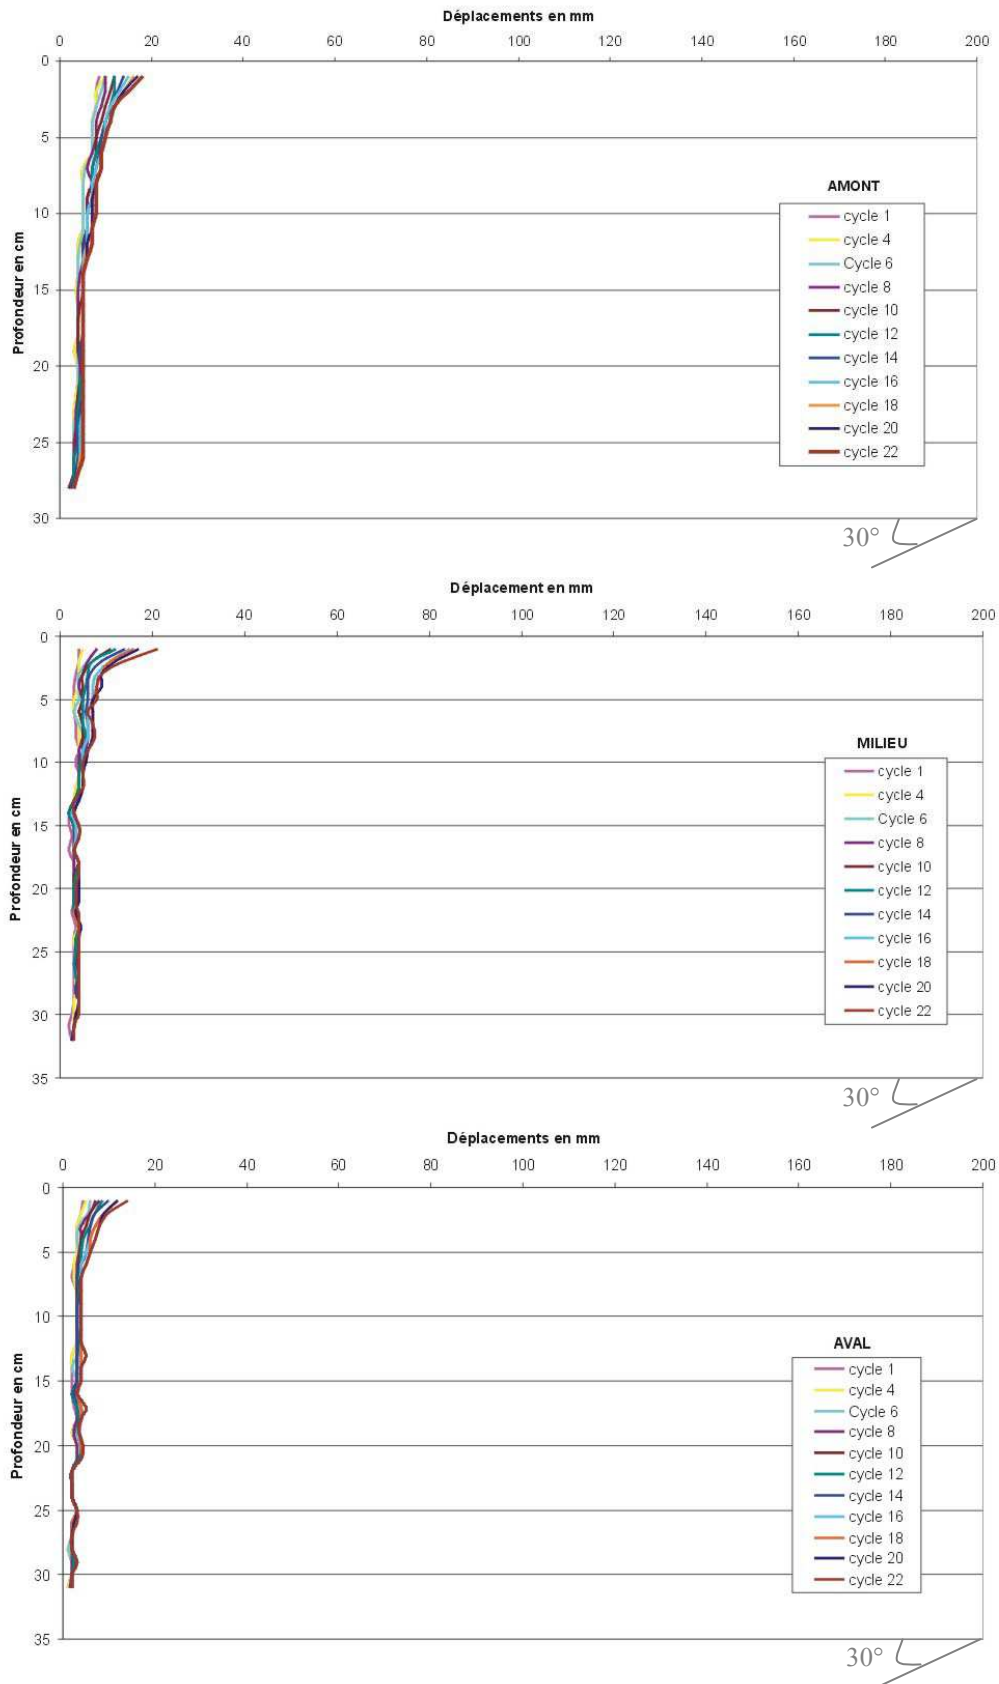 Déplacements en mm
0 20 40 60 80 100 120 140 160 180 200
0
5
10
15
20
25
30
Profondeur en cm
AMONT
cycle 1
cycle 4
Cycle 6
cycle 8
cycle 10
cycle 12
cycle 14
cycle 16
cycle 18
cycle 20
cycle 22
30°
Déplacement en mm
0 20 40 60 80 100 120 140 160 180 200
0
5
10
15
20
25
30
35
Profondeur en cm
MILIEU
cycle 1
cycle 4
Cycle 6
cycle 8
cycle 10
cycle 12
cycle 14
cycle 16
cycle 18
cycle 20
cycle 22
30°
Déplacements en mm
0 20 40 60 80 100 120 140 160 180 200
0
5
10
15
20
25
30
35
Profondeur en cm
AVAL
cycle 1
cycle 4
Cycle 6
cycle 8
cycle 10
cycle 12
cycle 14
cycle 16
cycle 18
cycle 20
cycle 22
30°